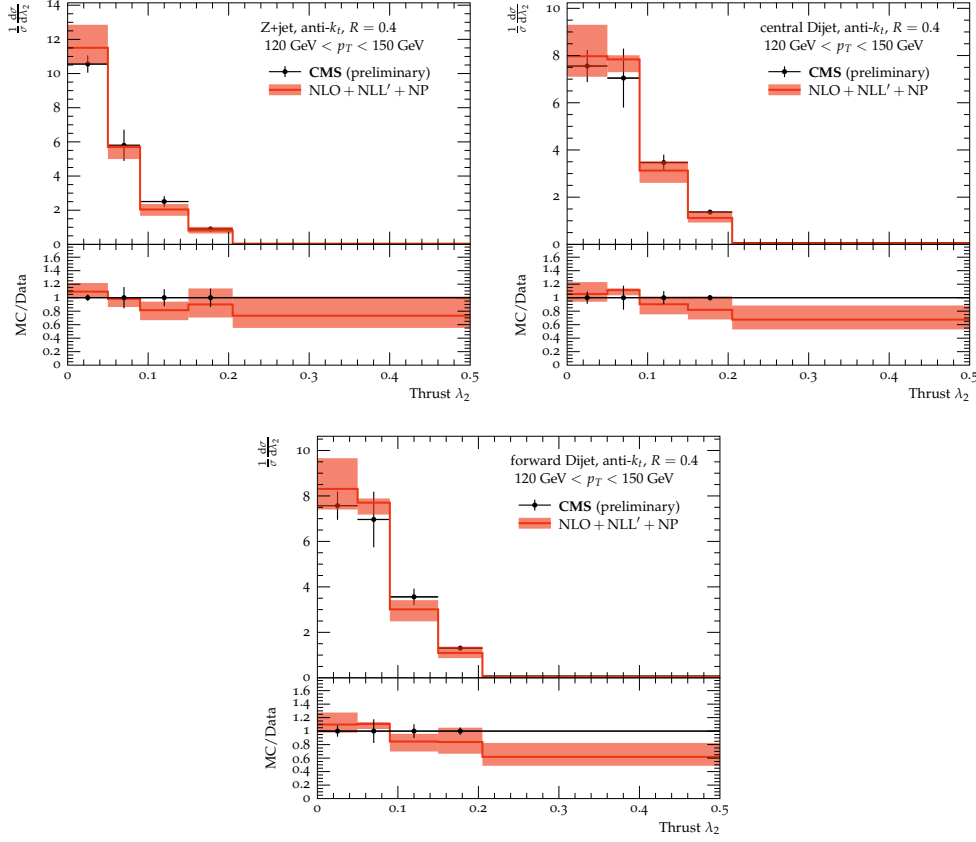 Z+jet, anti-kt, R = 0.4
120 GeV < pT < 150 GeV
CMS (preliminary)
NLO + NLL′ + NP
1/σ dσ/dλ2
14
12
10
8
6
4
2
0
MC/Data
1.6
1.4
1.2
1
0.8
0.6
0.4
0.2
0
0 0.1 0.2 0.3 0.4 0.5
Thrust λ2
central Dijet, anti-kt, R = 0.4
120 GeV < pT < 150 GeV
CMS (preliminary)
NLO + NLL′ + NP
1/σ dσ/dλ2
10
8
6
4
2
0
MC/Data
1.6
1.4
1.2
1
0.8
0.6
0.4
0.2
0
0 0.1 0.2 0.3 0.4 0.5
Thrust λ2
forward Dijet, anti-kt, R = 0.4
120 GeV < pT < 150 GeV
CMS (preliminary)
NLO + NLL′ + NP
1/σ dσ/dλ2
10
8
6
4
2
0
MC/Data
1.6
1.4
1.2
1
0.8
0.6
0.4
0.2
0
0 0.1 0.2 0.3 0.4 0.5
Thrust λ2